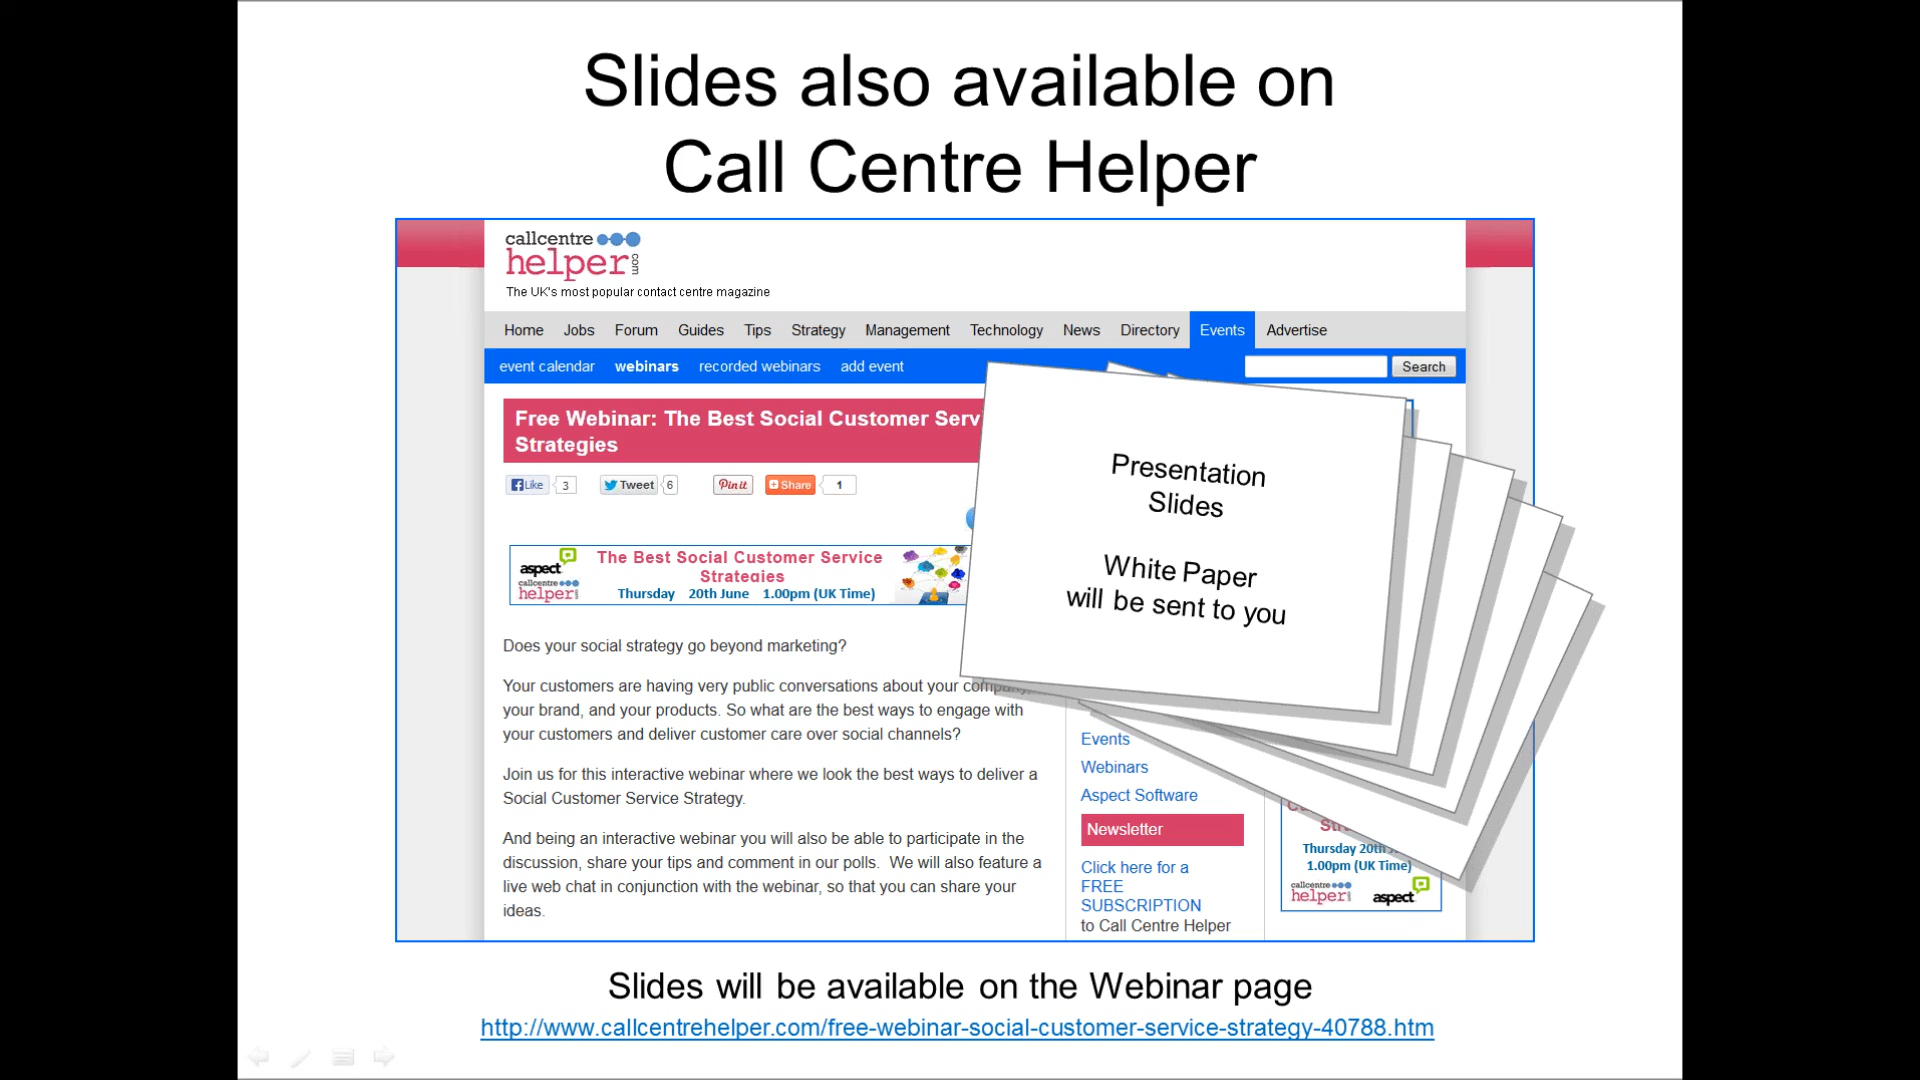 Slides also available on
Call Centre Helper
callcentre
helper.com
The UK's most popular contact centre magazine
Home Jobs Forum Guides Tips Strategy Management Technology News Directory Events Advertise
event calendar webinars recorded webinars add event
Search
Free Webinar: The Best Social Customer Serv
Strategies
Like 3 Tweet 6 Pin it Share 1
aspect
callcentre
helper
The Best Social Customer Service
Strategies
Thursday 20th June 1.00pm (UK Time)
Presentation
Slides
White Paper
will be sent to you
Does your social strategy go beyond marketing?
Your customers are having very public conversations about your company,
your brand, and your products. So what are the best ways to engage with
your customers and deliver customer care over social channels?
Join us for this interactive webinar where we look the best ways to deliver a
Social Customer Service Strategy.
And being an interactive webinar you will also be able to participate in the
discussion, share your tips and comment in our polls. We will also feature a
live web chat in conjunction with the webinar, so that you can share your
ideas.
Events
Webinars
Aspect Software
Newsletter
Click here for a
FREE
SUBSCRIPTION
to Call Centre Helper
Thursday 20th
1.00pm (UK Time)
callcentre
helper
aspect
Slides will be available on the Webinar page
http://www.callcentrehelper.com/free-webinar-social-customer-service-strategy-40788.htm